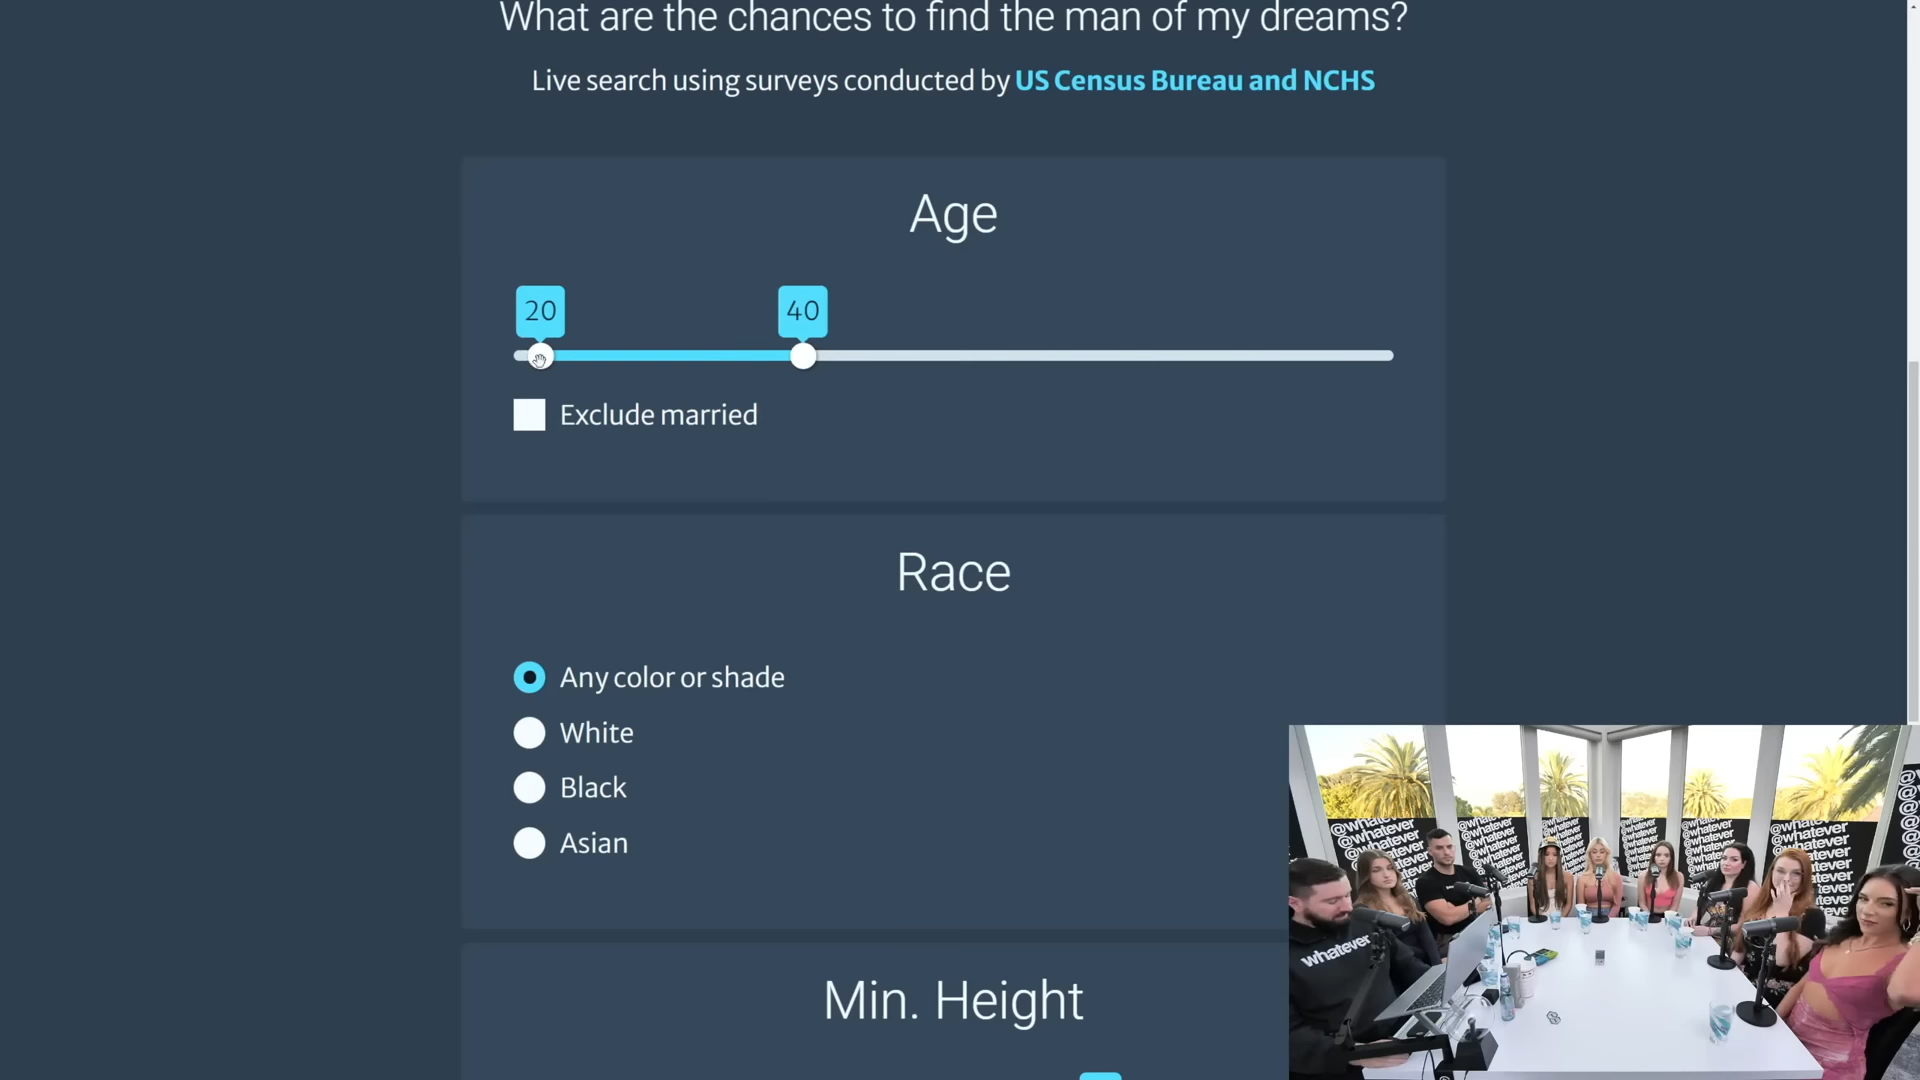 What are the chances to find the man of my dreams?
Live search using surveys conducted by US Census Bureau and NCHS
Age
20
40
Exclude married
Race
Any color or shade
White
Black
Asian
Min. Height
@whatever
@whatever
whatever